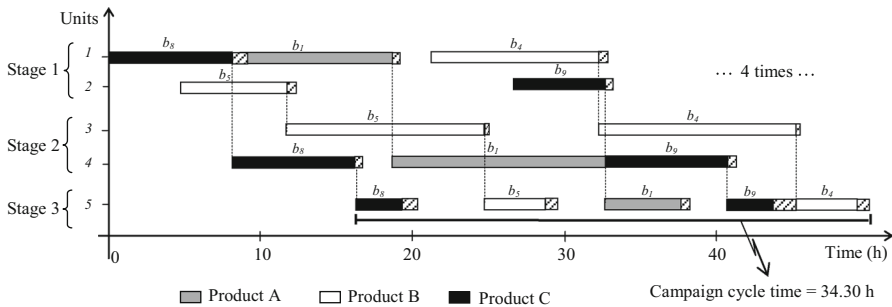 Units
Stage 1
1
b8
b1
b4
2
b5
b9
... 4 times ...
Stage 2
3
b5
b4
4
b8
b1
b9
Stage 3
5
b8
b5
b1
b9
b4
0
10
20
30
40
Time (h)
Product A
Product B
Product C
Campaign cycle time = 34.30 h